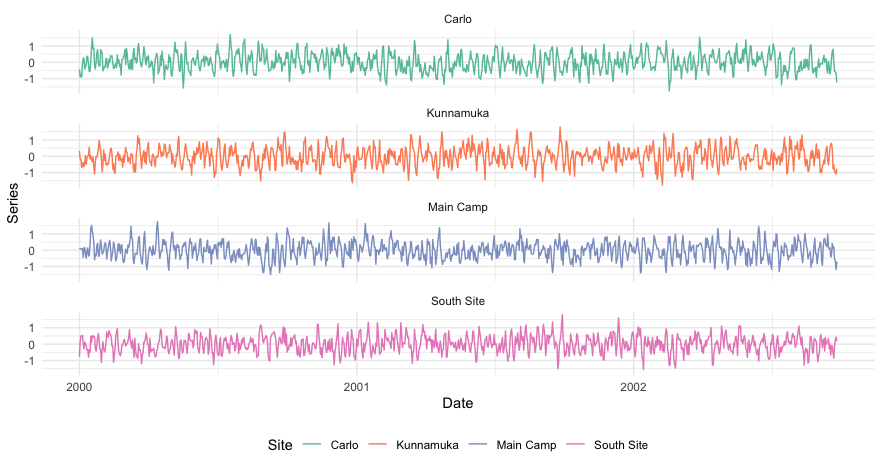 Carlo
1
0
-1
Kunnamuka
1
0
-1
Main Camp
1
0
-1
South Site
1
0
-1
Series
2000 2001 2002
Date
Site Carlo Kunnamuka Main Camp South Site